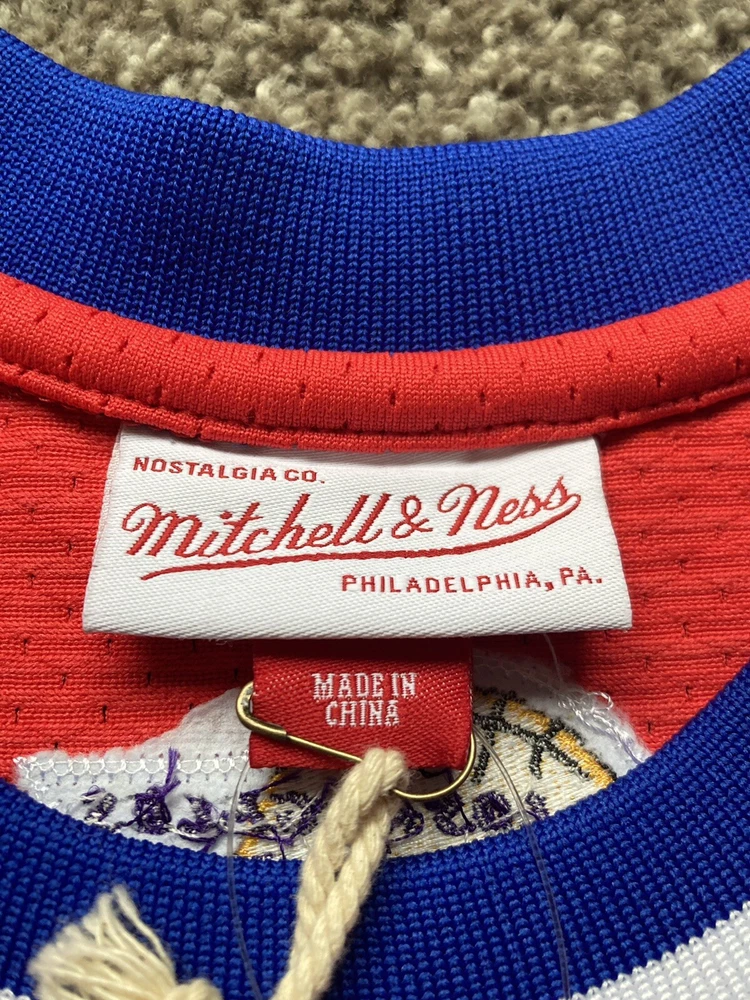 NOSTALGIA CO.
Mitchell & Ness
PHILADELPHIA, PA.
MADE IN
CHINA